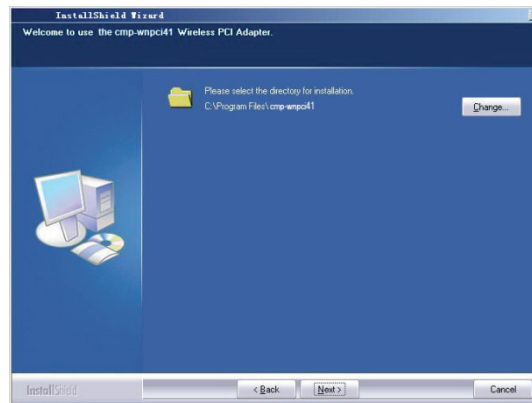 InstallShield Wizard
Welcome to use the cmp-wnpci41 Wireless PCI Adapter.
Please select the directory for installation.
C:\Program Files\cmp-wnpci41
Change...
InstallShield
< Back
Next >
Cancel